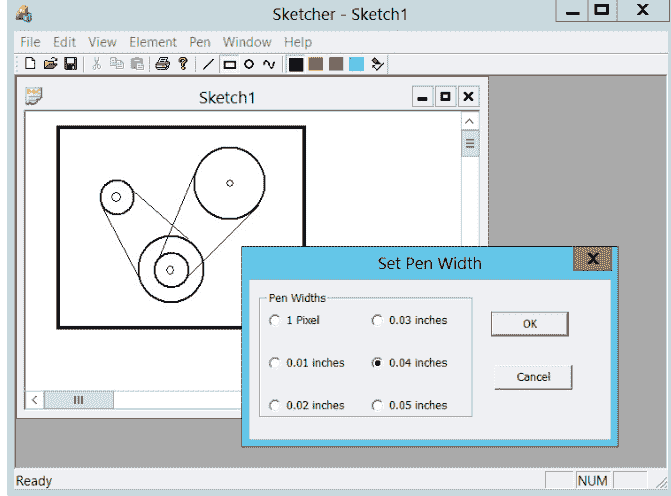 Sketcher - Sketch1
File Edit View Element Pen Window Help
Sketch1
Set Pen Width
Pen Widths
1 Pixel
0.03 inches
OK
0.01 inches
0.04 inches
Cancel
0.02 inches
0.05 inches
Ready
NUM